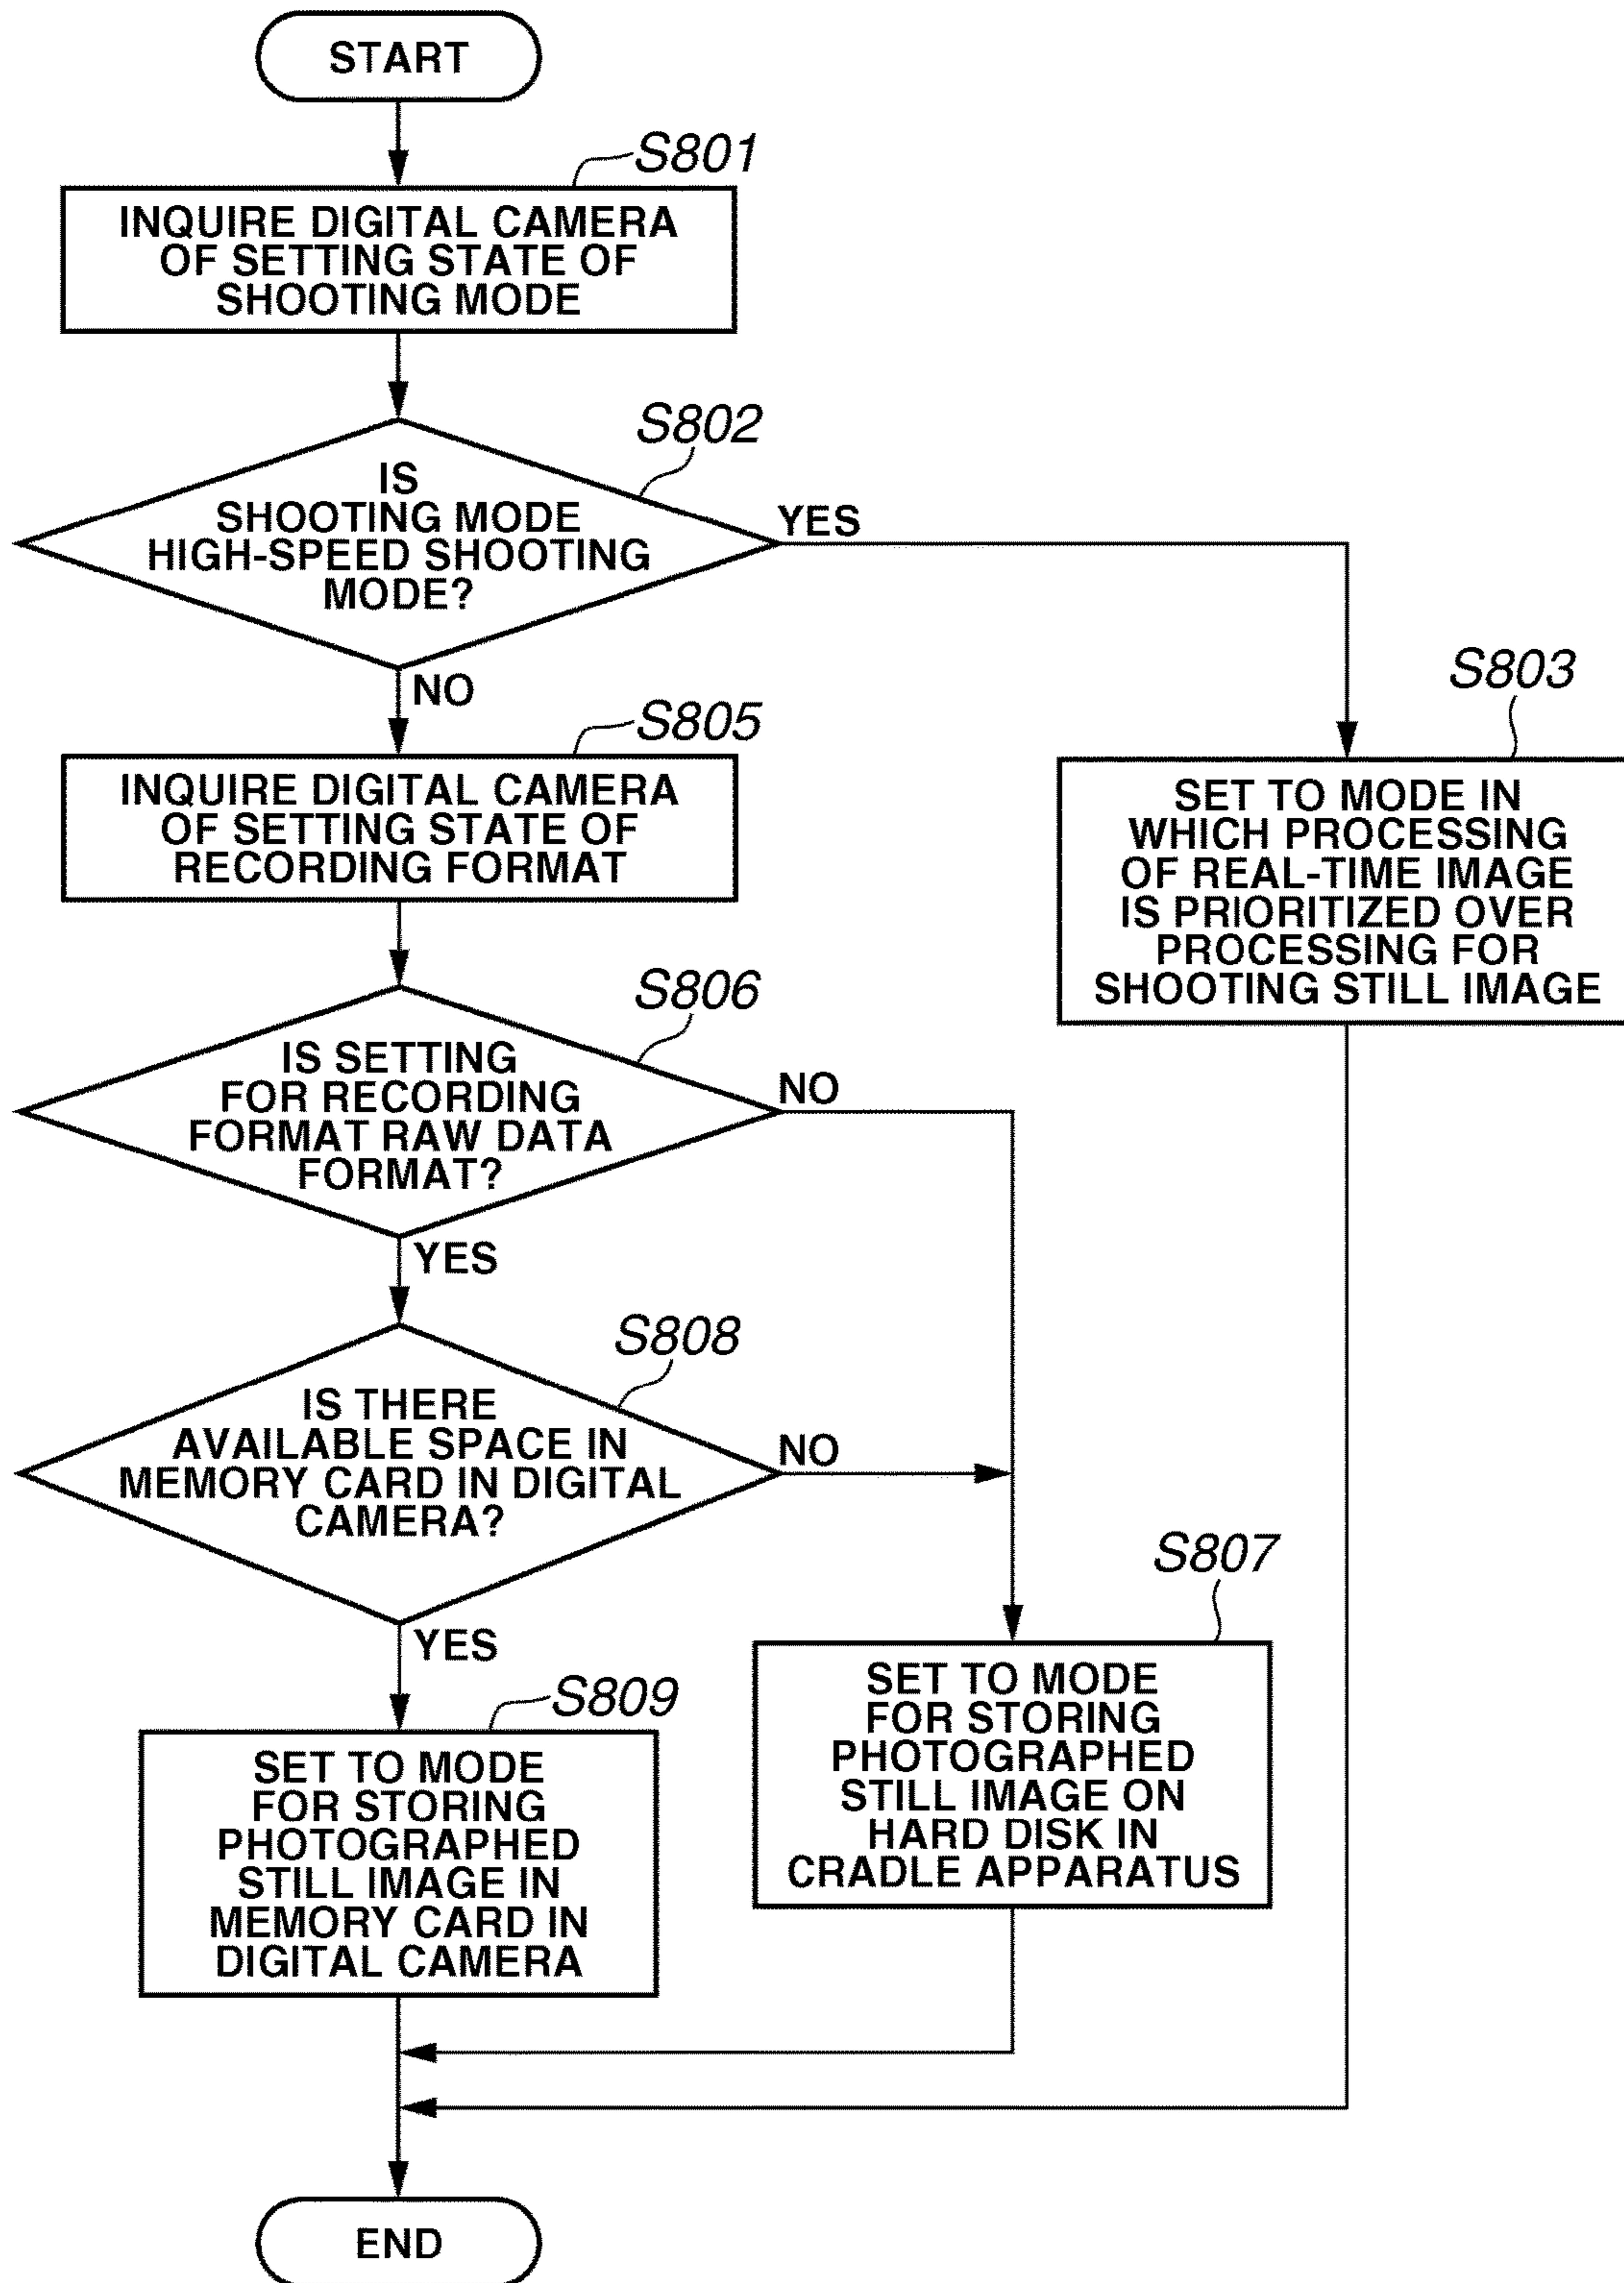 START
S801
INQUIRE DIGITAL CAMERA
OF SETTING STATE OF
SHOOTING MODE
S802
IS
SHOOTING MODE
HIGH-SPEED SHOOTING
MODE?
YES
NO
S803
SET TO MODE IN
WHICH PROCESSING
OF REAL-TIME IMAGE
IS PRIORITIZED OVER
PROCESSING FOR
SHOOTING STILL IMAGE
S805
INQUIRE DIGITAL CAMERA
OF SETTING STATE OF
RECORDING FORMAT
S806
IS SETTING
FOR RECORDING
FORMAT RAW DATA
FORMAT?
NO
YES
S808
IS THERE
AVAILABLE SPACE IN
MEMORY CARD IN DIGITAL
CAMERA?
NO
YES
S807
SET TO MODE
FOR STORING
PHOTOGRAPHED
STILL IMAGE ON
HARD DISK IN
CRADLE APPARATUS
S809
SET TO MODE
FOR STORING
PHOTOGRAPHED
STILL IMAGE IN
MEMORY CARD IN
DIGITAL CAMERA
END